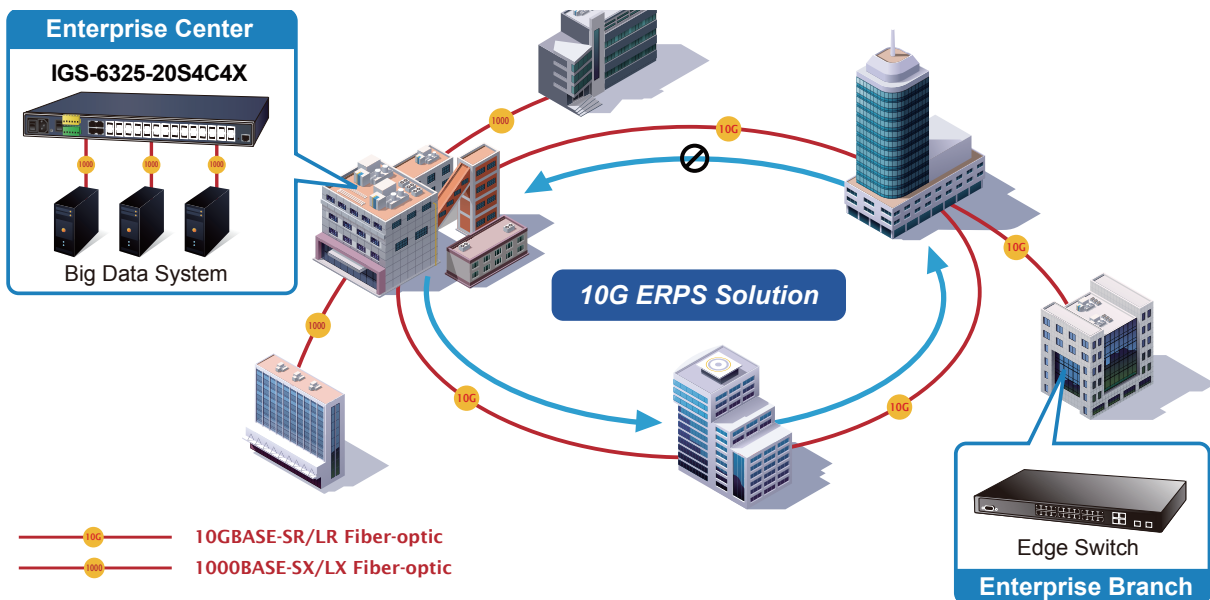 Enterprise Center
IGS-6325-20S4C4X
1000
1000
1000
Big Data System
1000
10G
10G
10G ERPS Solution
1000
10G
10G
Edge Switch
Enterprise Branch
10G
10GBASE-SR/LR Fiber-optic
1000
1000BASE-SX/LX Fiber-optic